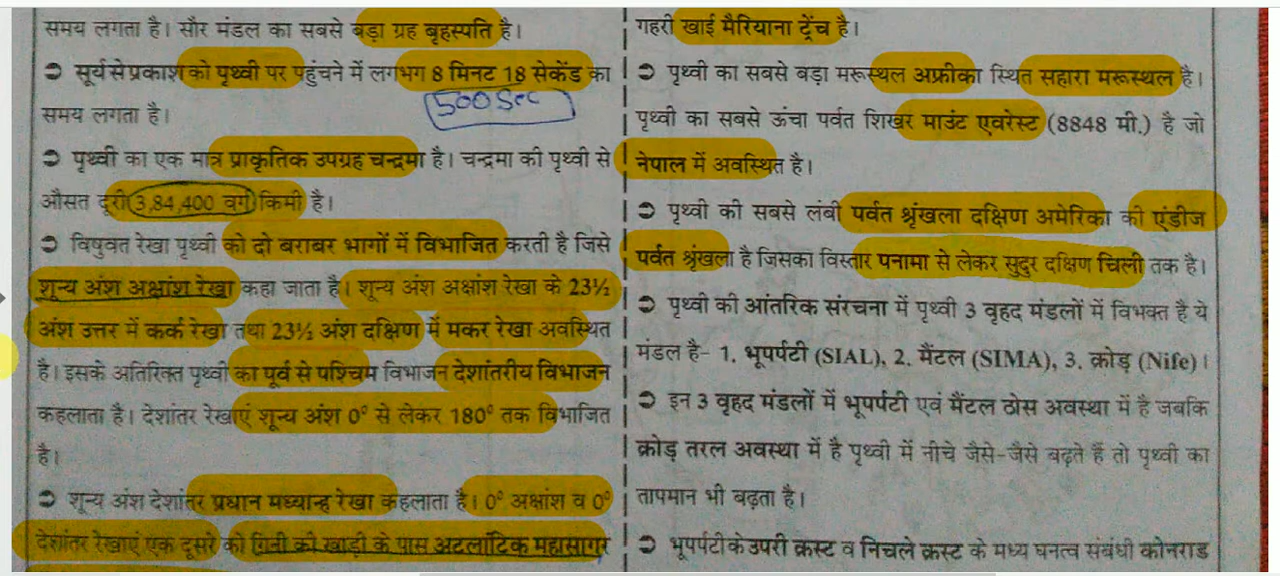 समय लगता है। सौर मंडल का सबसे बड़ा ग्रह बृहस्पति है।
➲ सूर्य से प्रकाश को पृथ्वी पर पहुंचने में लगभग 8 मिनट 18 सेकेंड का
500 Sec
समय लगता है।
➲ पृथ्वी का एक मात्र प्राकृतिक उपग्रह चन्द्रमा है। चन्द्रमा की पृथ्वी से
औसत दूरी 3,84,400 वर्ग किमी है।
➲ विषुवत रेखा पृथ्वी को दो बराबर भागों में विभाजित करती है जिसे
शून्य अंश अक्षांश रेखा कहा जाता है। शून्य अंश अक्षांश रेखा के 23½
अंश उत्तर में कर्क रेखा तथा 23½ अंश दक्षिण में मकर रेखा अवस्थित
है। इसके अतिरिक्त पृथ्वी का पूर्व से पश्चिम विभाजन देशांतरीय विभाजन
कहलाता है। देशांतर रेखाएं शून्य अंश 0° से लेकर 180° तक विभाजित
है।
➲ शून्य अंश देशांतर प्रधान मध्यान्ह रेखा कहलाता है। 0° अक्षांश व 0°
देशांतर रेखाएं एक दूसरे को गिनी की खाड़ी के पास अटलांटिक महासागर
गहरी खाई मैरियाना ट्रेंच है।
➲ पृथ्वी का सबसे बड़ा मरूस्थल अफ्रीका स्थित सहारा मरूस्थल है।
पृथ्वी का सबसे ऊंचा पर्वत शिखर माउंट एवरेस्ट (8848 मी.) है जो
नेपाल में अवस्थित है।
➲ पृथ्वी की सबसे लंबी पर्वत श्रृंखला दक्षिण अमेरिका की एंडीज
पर्वत श्रृंखला है जिसका विस्तार पनामा से लेकर सुदुर दक्षिण चिली तक है।
➲ पृथ्वी की आंतरिक संरचना में पृथ्वी 3 वृहद मंडलों में विभक्त है ये
मंडल है- 1. भूपर्पटी (SIAL), 2. मैंटल (SIMA), 3. क्रोड़ (Nife)।
➲ इन 3 वृहद मंडलों में भूपर्पटी एवं मैंटल ठोस अवस्था में है जबकि
क्रोड़ तरल अवस्था में है पृथ्वी में नीचे जैसे-जैसे बढ़ते हैं तो पृथ्वी का
तापमान भी बढ़ता है।
➲ भूपर्पटी के उपरी क्रस्ट व निचले क्रस्ट के मध्य घनत्व संबंधी कोनराड